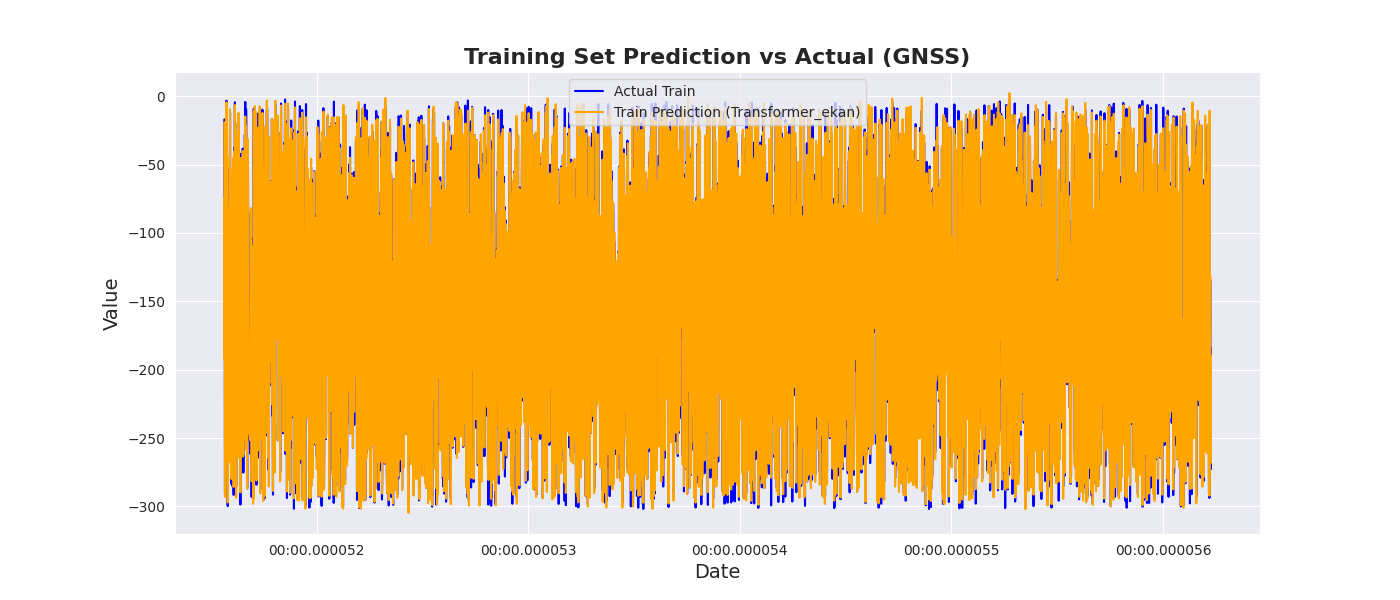 Training Set Prediction vs Actual (GNSS)
Actual Train
Train Prediction (Transformer_ekan)
Value
0
−50
−100
−150
−200
−250
−300
00:00.000052
00:00.000053
00:00.000054
00:00.000055
00:00.000056
Date